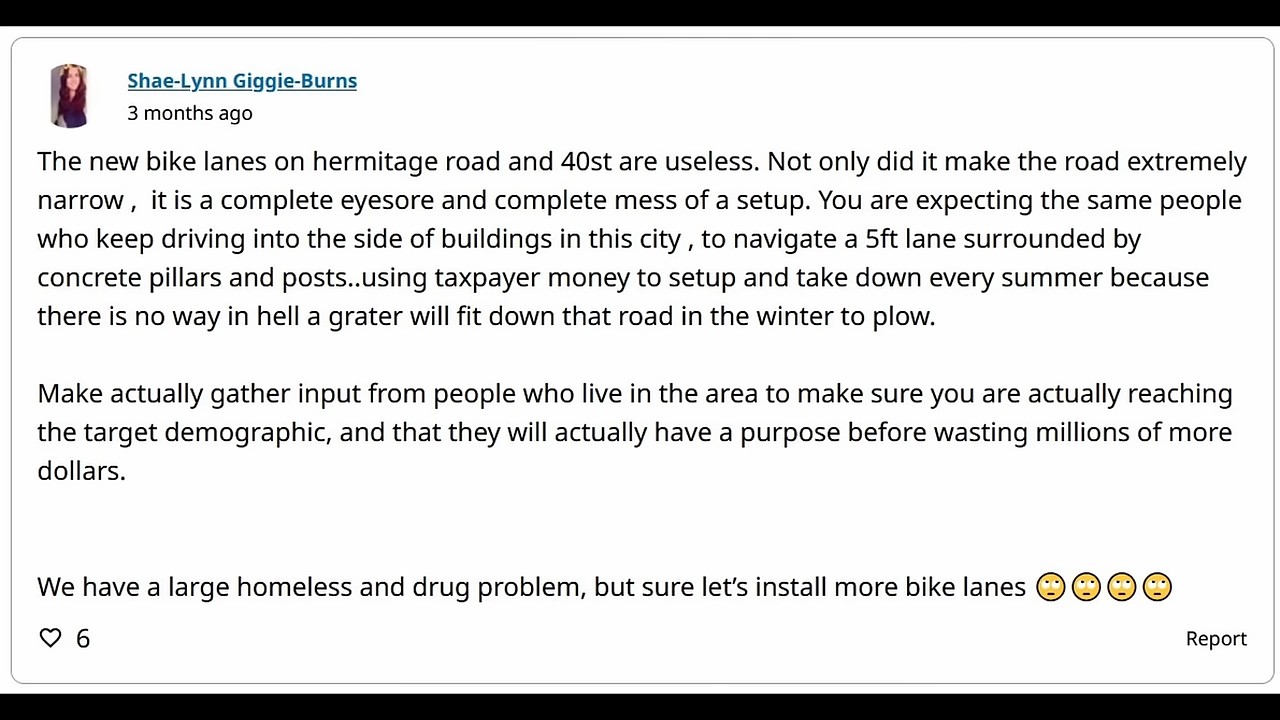 Shae-Lynn Giggie-Burns
3 months ago
The new bike lanes on hermitage road and 40st are useless. Not only did it make the road extremely
narrow ,  it is a complete eyesore and complete mess of a setup. You are expecting the same people
who keep driving into the side of buildings in this city , to navigate a 5ft lane surrounded by
concrete pillars and posts..using taxpayer money to setup and take down every summer because
there is no way in hell a grater will fit down that road in the winter to plow.
Make actually gather input from people who live in the area to make sure you are actually reaching
the target demographic, and that they will actually have a purpose before wasting millions of more
dollars.
We have a large homeless and drug problem, but sure let’s install more bike lanes 🙄🙄🙄🙄
♡ 6
Report